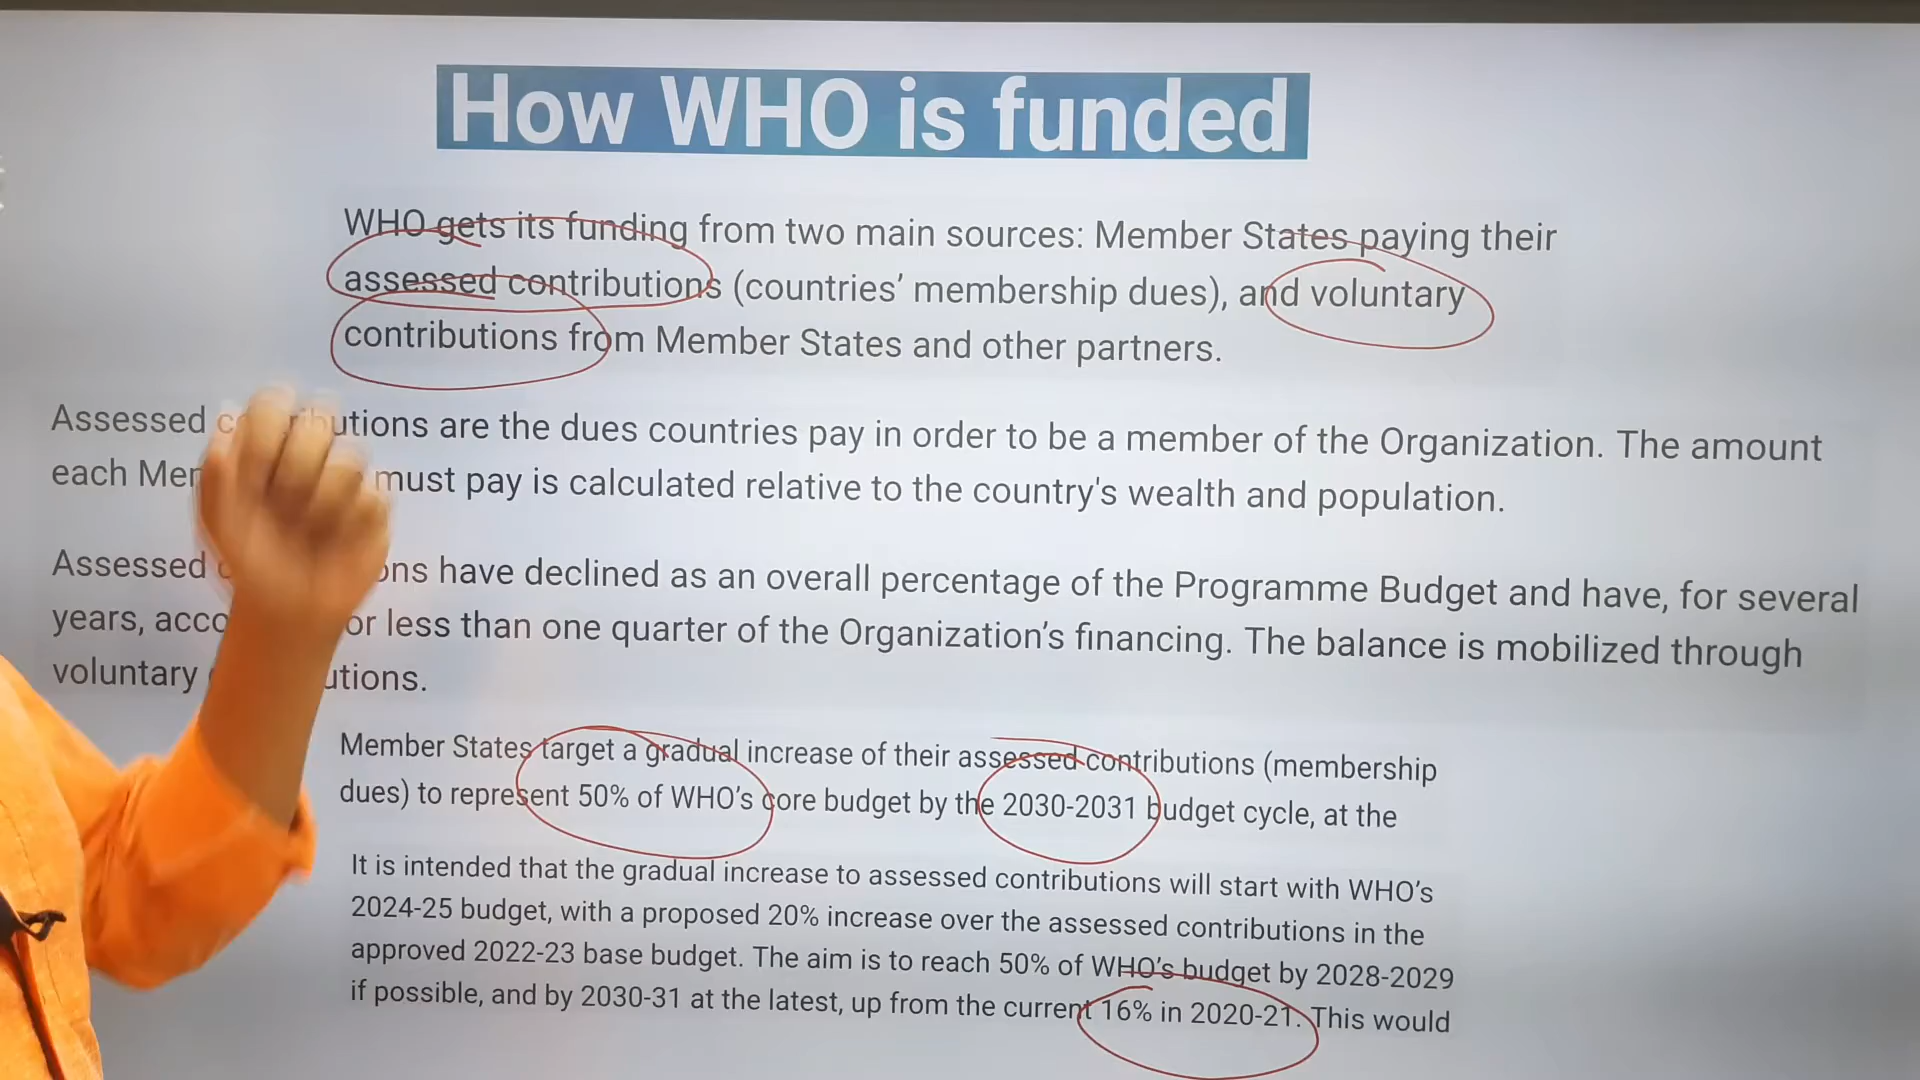 How WHO is funded
WHO gets its funding from two main sources: Member States paying their
assessed contributions (countries’ membership dues), and voluntary
contributions from Member States and other partners.
Assessed are the dues countries pay in order to be a member of the Organization. The amount
each must pay is calculated relative to the country's wealth and population.
Assessed have declined as an overall percentage of the Programme Budget and have, for several
years, less than one quarter of the Organization’s financing. The balance is mobilized through
voluntary
Member States target a gradual increase of their assessed contributions (membership
dues) to represent 50% of WHO’s core budget by the 2030-2031 budget cycle, at the
It is intended that the gradual increase to assessed contributions will start with WHO’s
2024-25 budget, with a proposed 20% increase over the assessed contributions in the
approved 2022-23 base budget. The aim is to reach 50% of WHO’s budget by 2028-2029
if possible, and by 2030-31 at the latest, up from the current 16% in 2020-21. This would